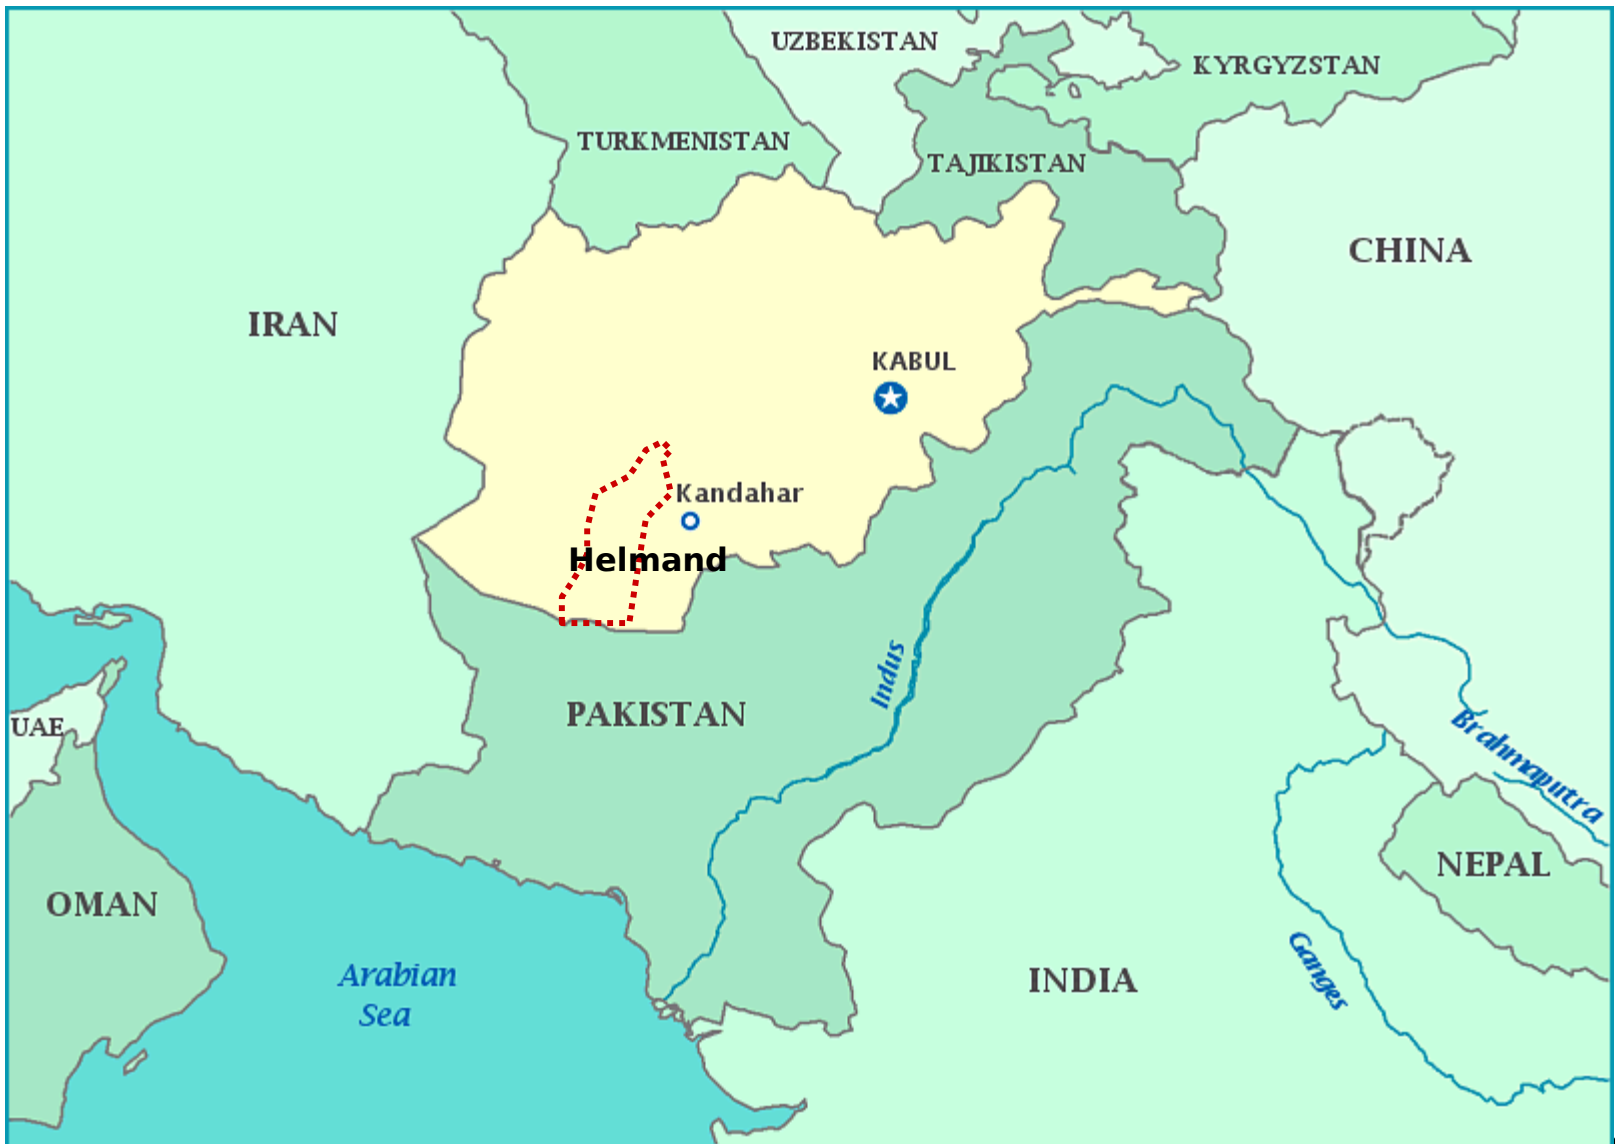 UZBEKISTAN
KYRGYZSTAN
TURKMENISTAN
TAJIKISTAN
CHINA
IRAN
KABUL
Kandahar
Helmand
Indus
PAKISTAN
UAE
Brahmaputra
NEPAL
OMAN
Ganges
Arabian
Sea
INDIA